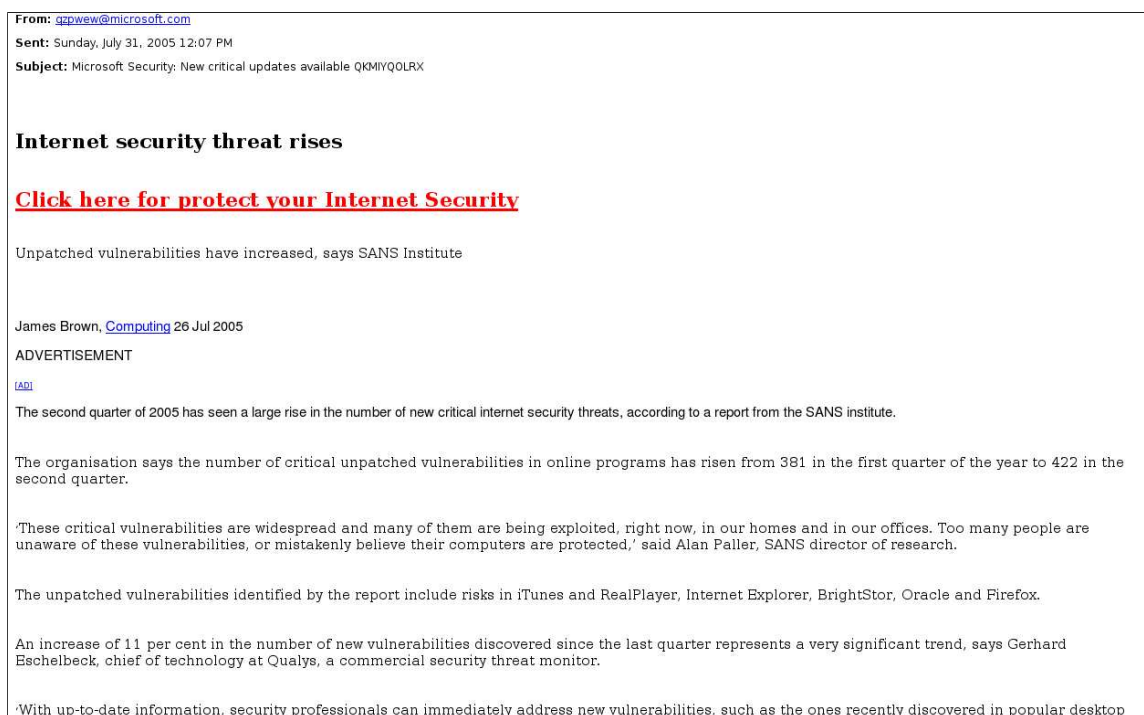 From: qzpwew@microsoft.com
Sent: Sunday, July 31, 2005 12:07 PM
Subject: Microsoft Security: New critical updates available QKMIYQOLRX
Internet security threat rises
Click here for protect your Internet Security
Unpatched vulnerabilities have increased, says SANS Institute
James Brown, Computing 26 Jul 2005
ADVERTISEMENT
[AD]
The second quarter of 2005 has seen a large rise in the number of new critical internet security threats, according to a report from the SANS institute.
The organisation says the number of critical unpatched vulnerabilities in online programs has risen from 381 in the first quarter of the year to 422 in the
second quarter.
‘These critical vulnerabilities are widespread and many of them are being exploited, right now, in our homes and in our offices. Too many people are
unaware of these vulnerabilities, or mistakenly believe their computers are protected,’ said Alan Paller, SANS director of research.
The unpatched vulnerabilities identified by the report include risks in iTunes and RealPlayer, Internet Explorer, BrightStor, Oracle and Firefox.
An increase of 11 per cent in the number of new vulnerabilities discovered since the last quarter represents a very significant trend, says Gerhard
Eschelbeck, chief of technology at Qualys, a commercial security threat monitor.
‘With up-to-date information, security professionals can immediately address new vulnerabilities, such as the ones recently discovered in popular desktop